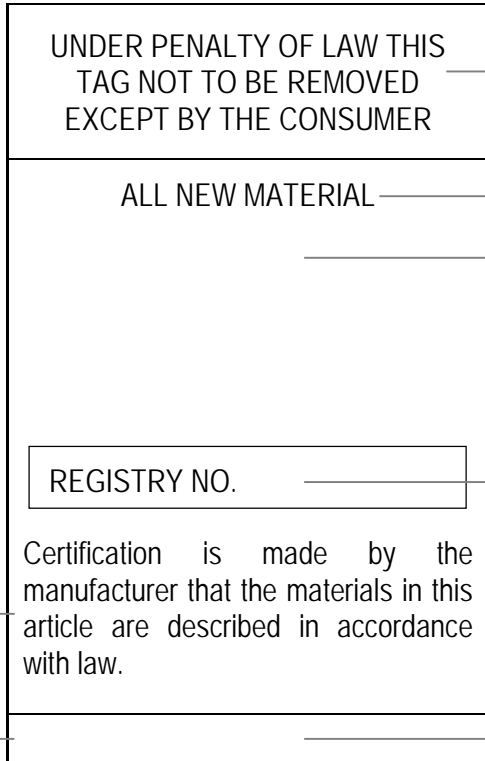 UNDER PENALTY OF LAW THIS
TAG NOT TO BE REMOVED
EXCEPT BY THE CONSUMER
ALL NEW MATERIAL
REGISTRY NO.
Certification is made by the
manufacturer that the materials in this
article are described in accordance
with law.